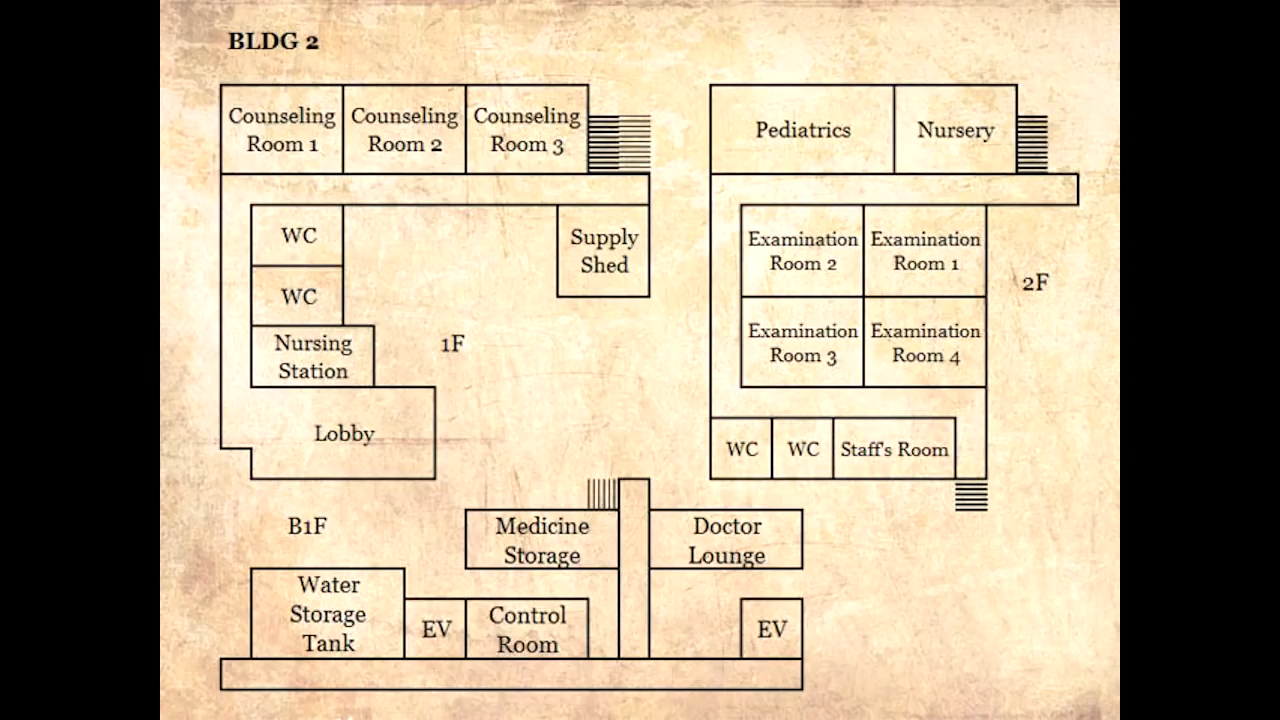 BLDG 2
Counseling
Room 1
Counseling
Room 2
Counseling
Room 3
WC
WC
Nursing
Station
Lobby
Supply
Shed
1F
Pediatrics
Nursery
Examination
Room 2
Examination
Room 1
Examination
Room 3
Examination
Room 4
2F
WC
WC
Staff's Room
B1F
Medicine
Storage
Doctor
Lounge
Water
Storage
Tank
EV
Control
Room
EV